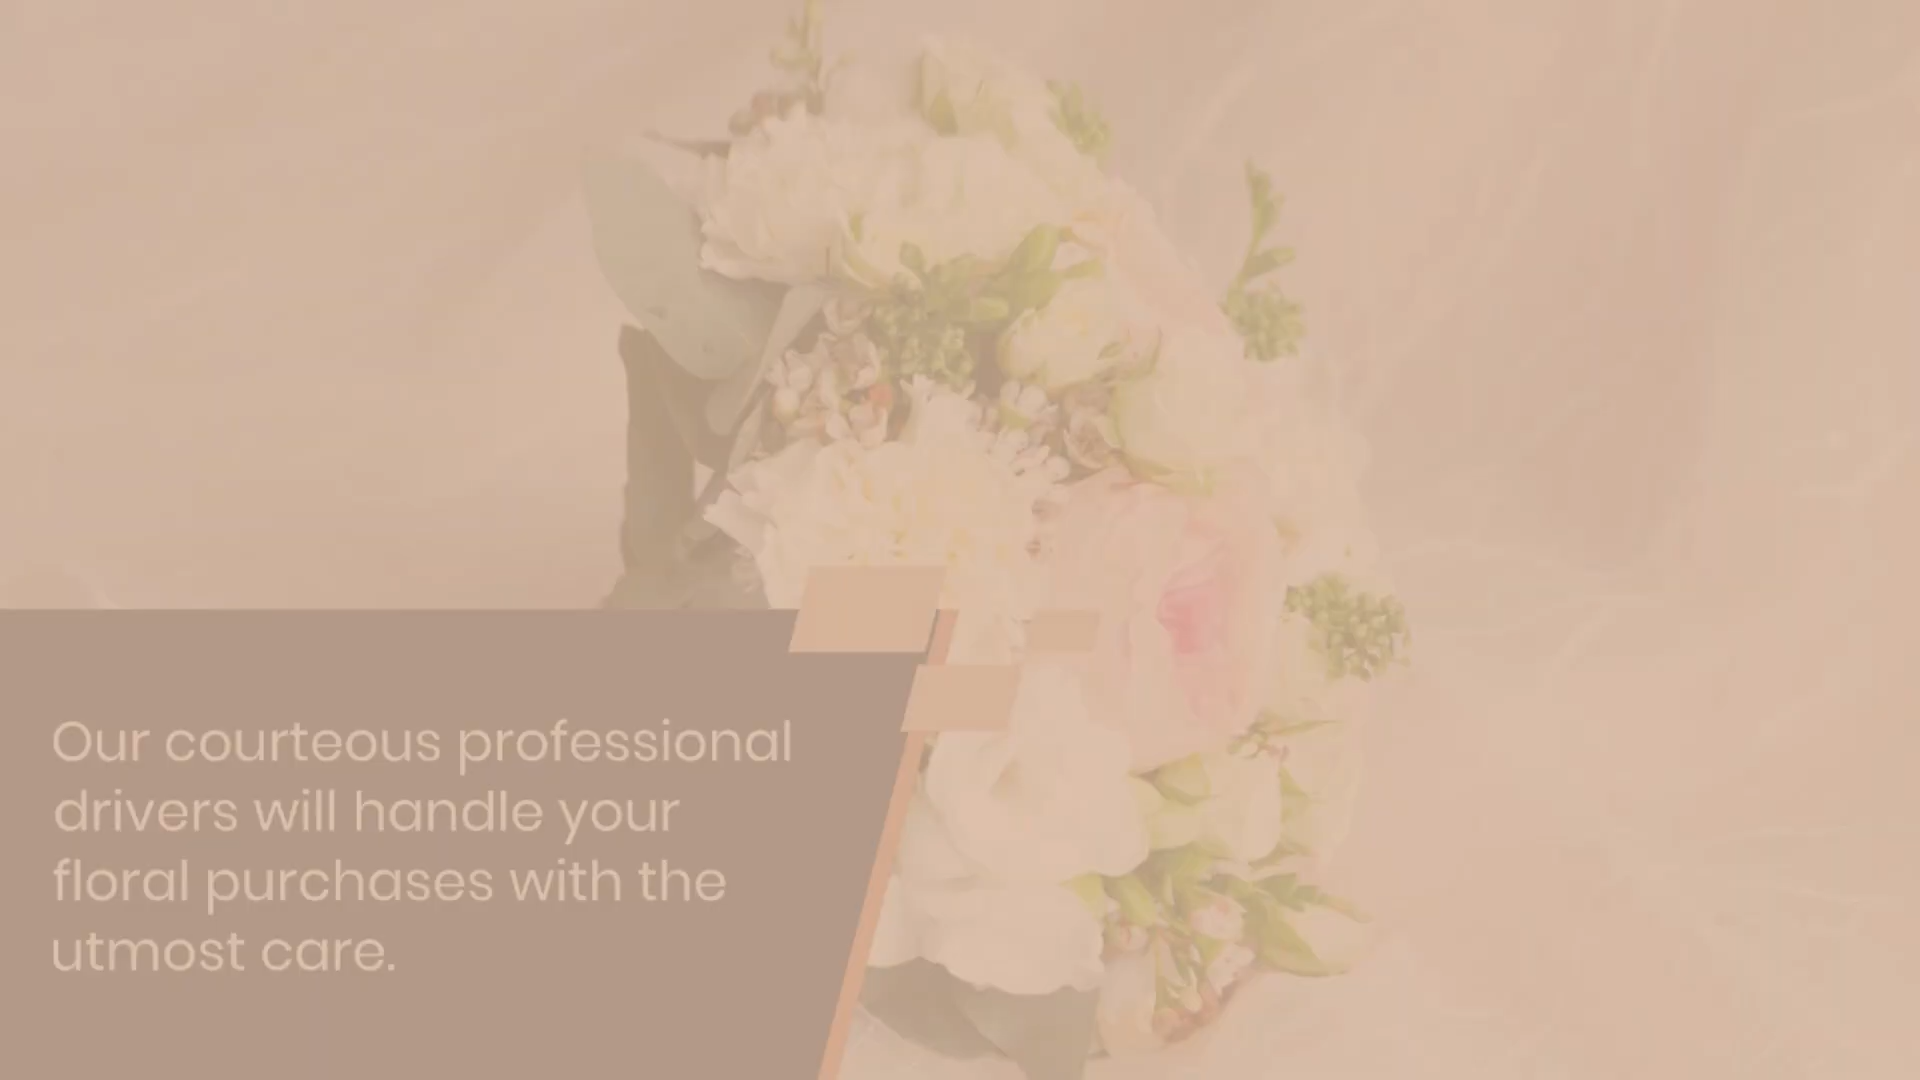 Our courteous professional
drivers will handle your
floral purchases with the
utmost care.